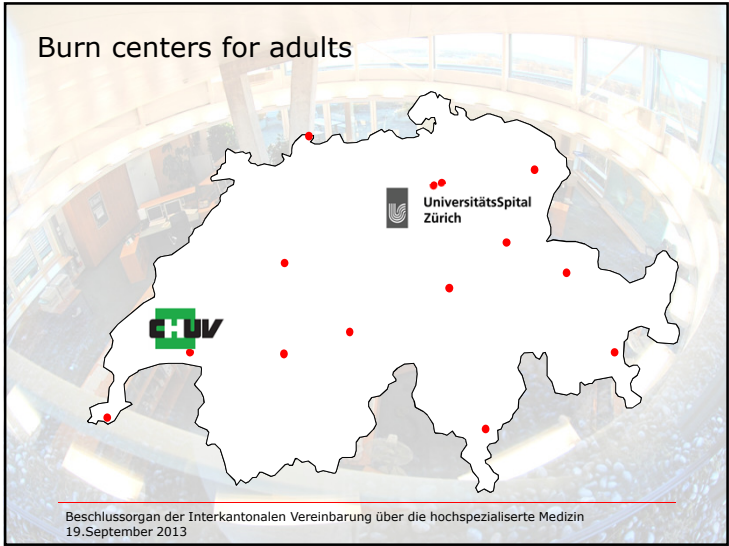 Burn centers for adults
UniversitätsSpital
Zürich
CHUV
Beschlussorgan der Interkantonalen Vereinbarung über die hochspezialiserte Medizin
19.September 2013